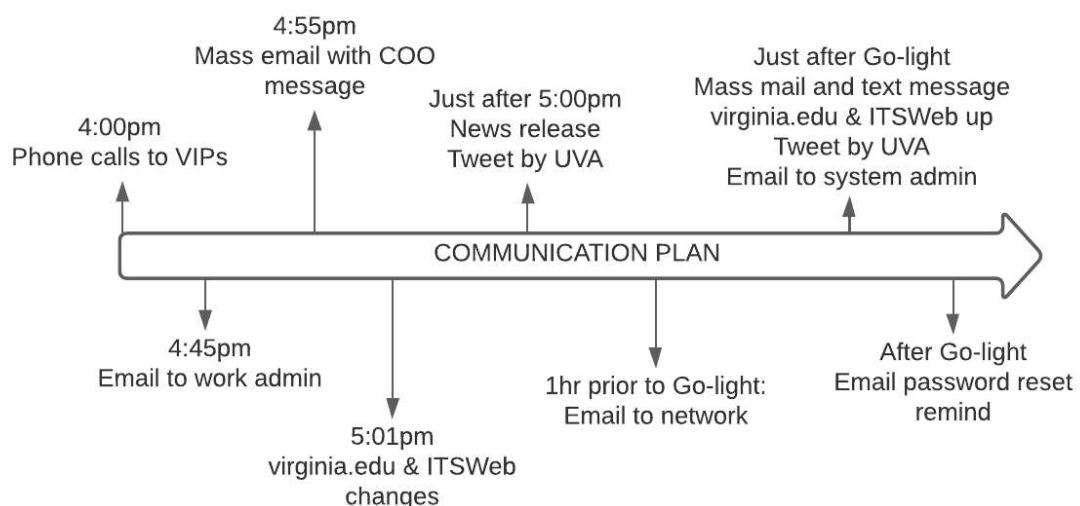 4:00pm
Phone calls to VIPs
4:55pm
Mass email with COO
message
Just after 5:00pm
News release
Tweet by UVA
Just after Go-light
Mass mail and text message
virginia.edu & ITSWeb up
Tweet by UVA
Email to system admin
COMMUNICATION PLAN
4:45pm
Email to work admin
5:01pm
virginia.edu & ITSWeb
changes
1hr prior to Go-light:
Email to network
After Go-light
Email password reset
remind